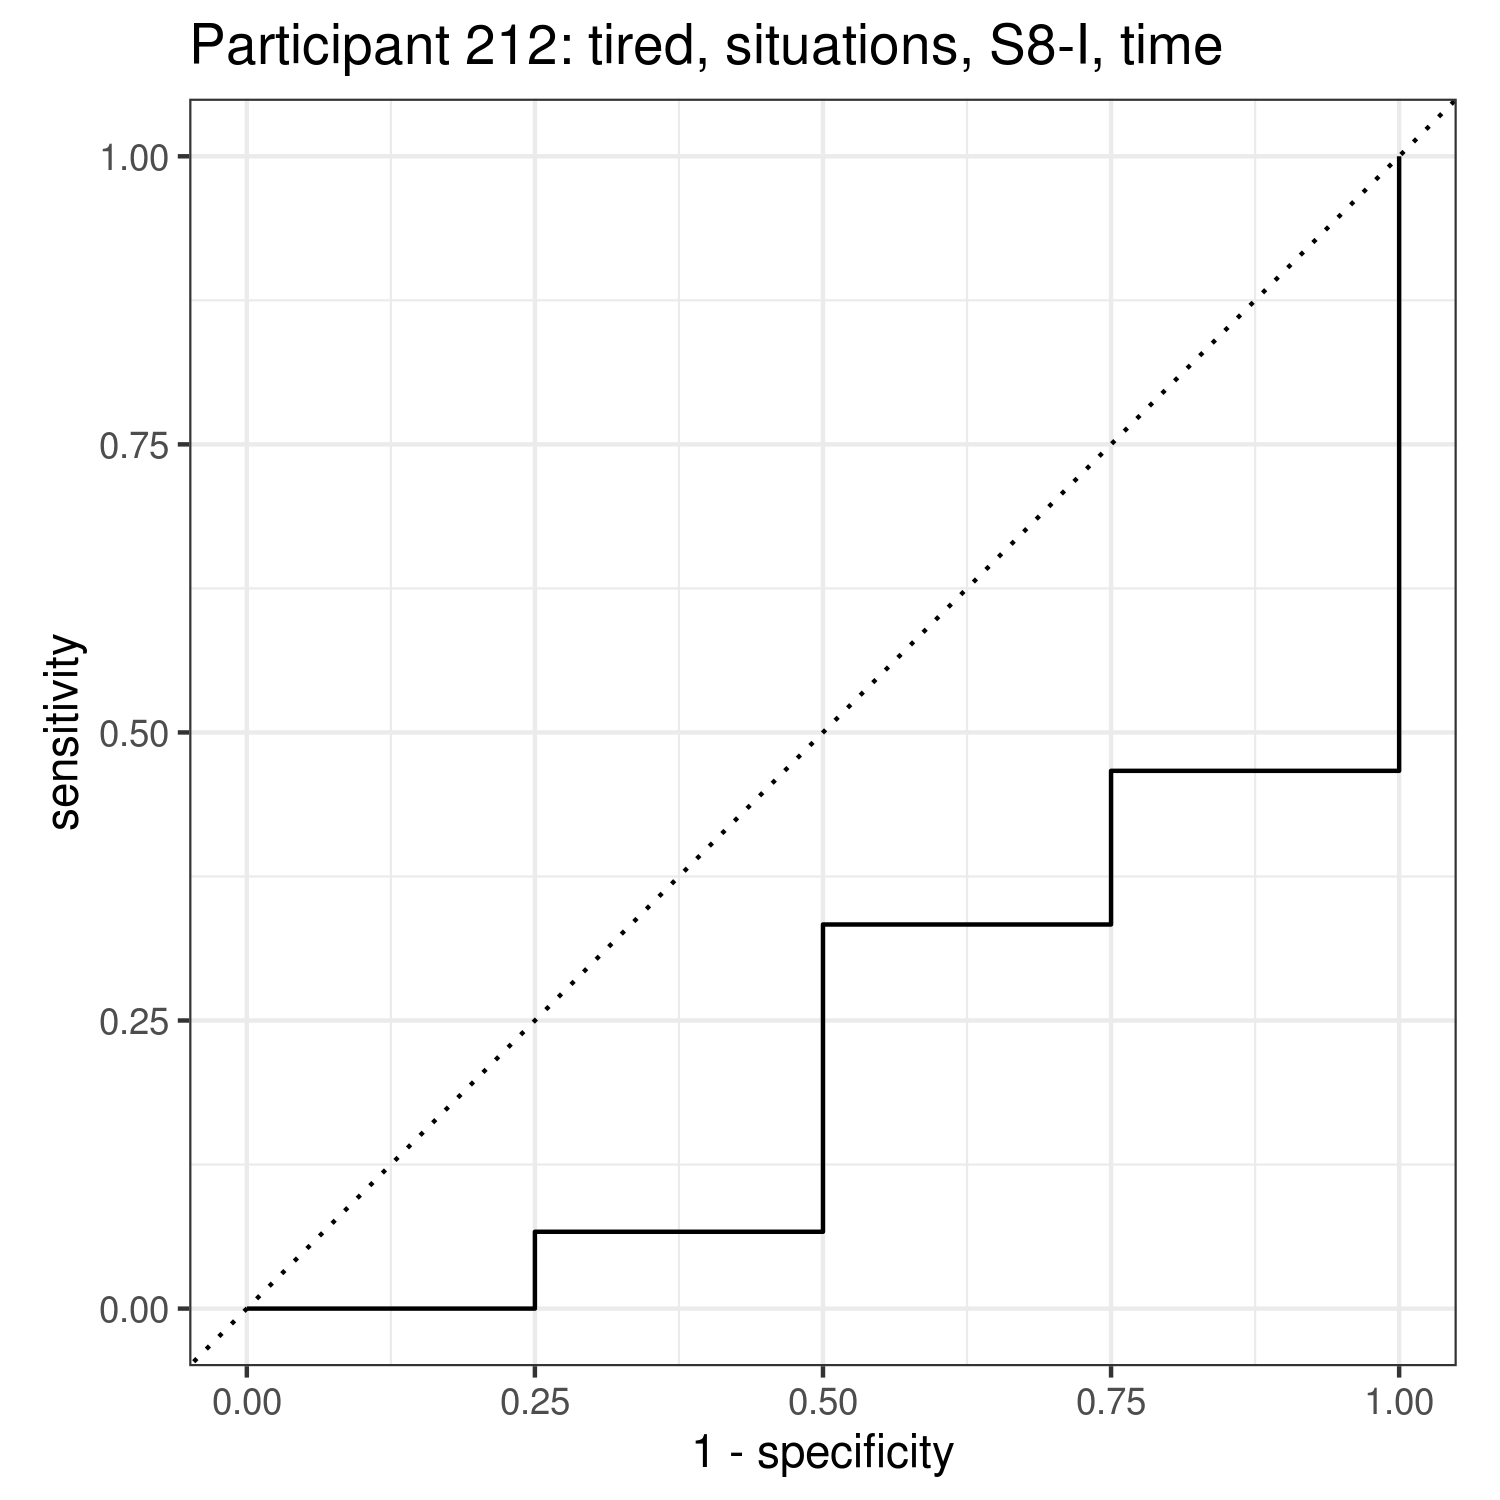 Participant 212: tired, situations, S8-I, time
1.00
0.75
0.50
0.25
0.00
sensitivity
0.00 0.25 0.50 0.75 1.00
1 - specificity